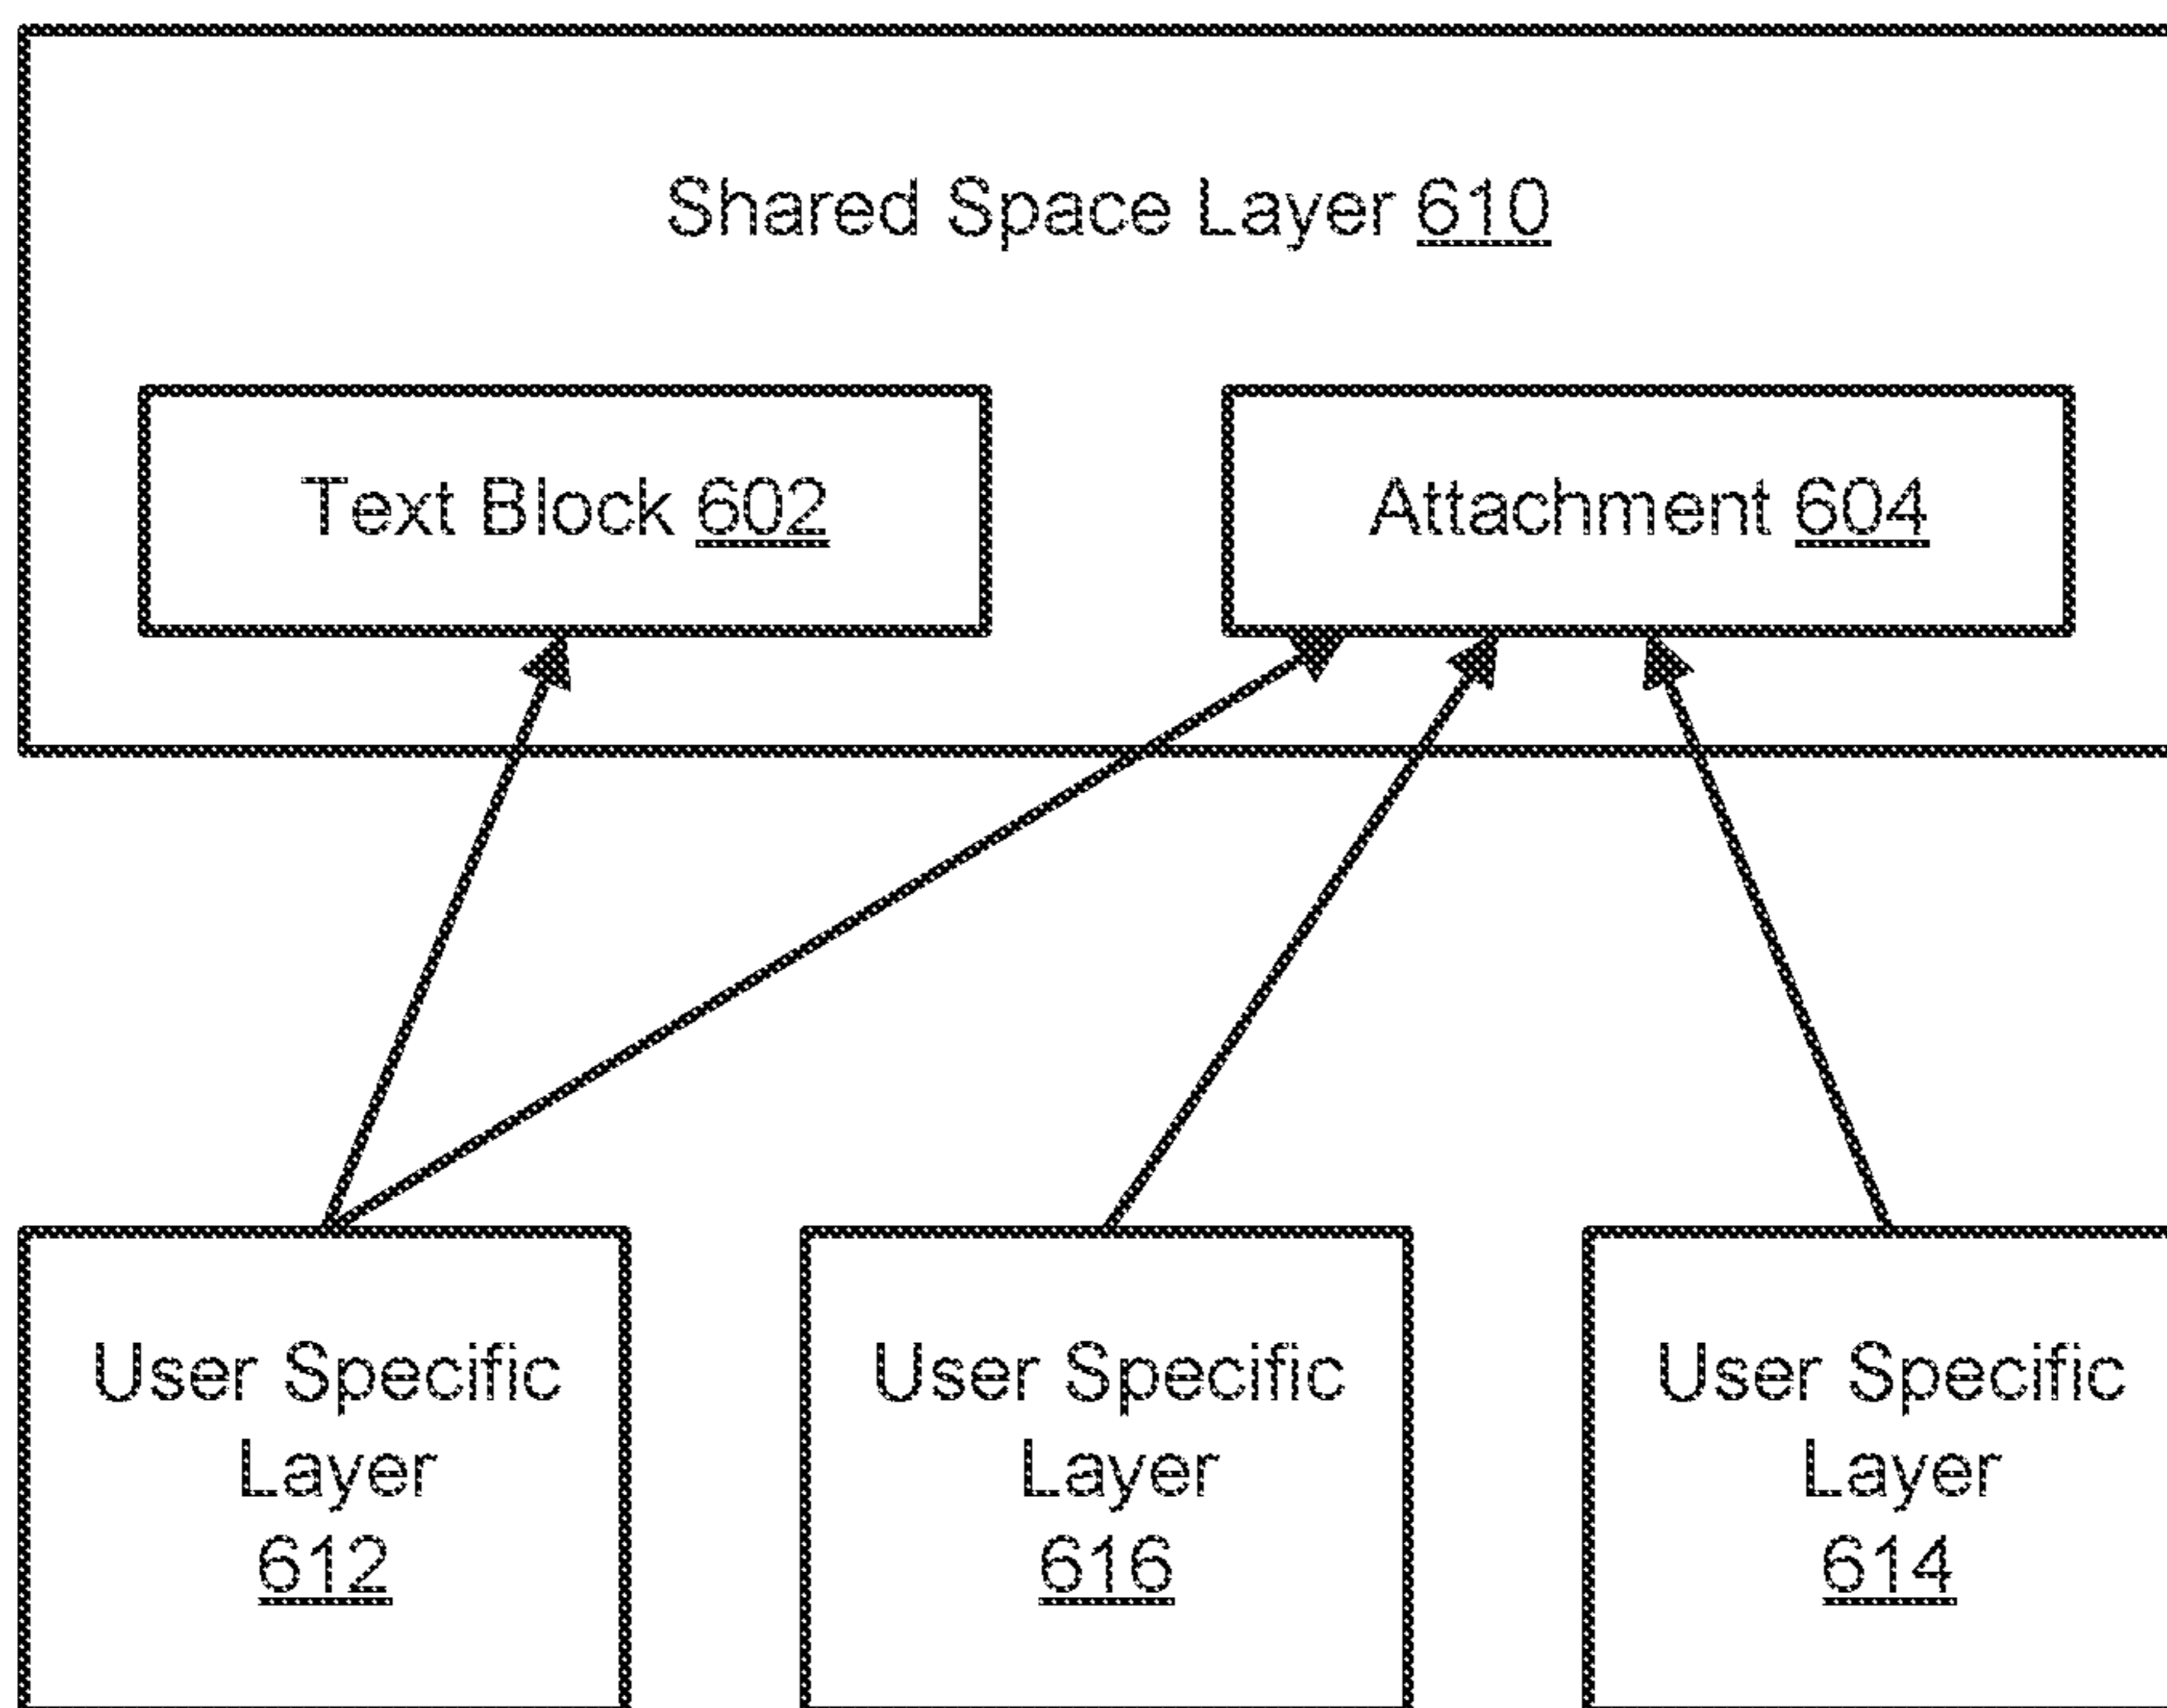 Shared Space Layer 610
Text Block 602
Attachment 604
User Specific
Layer
612
User Specific
Layer
616
User Specific
Layer
614